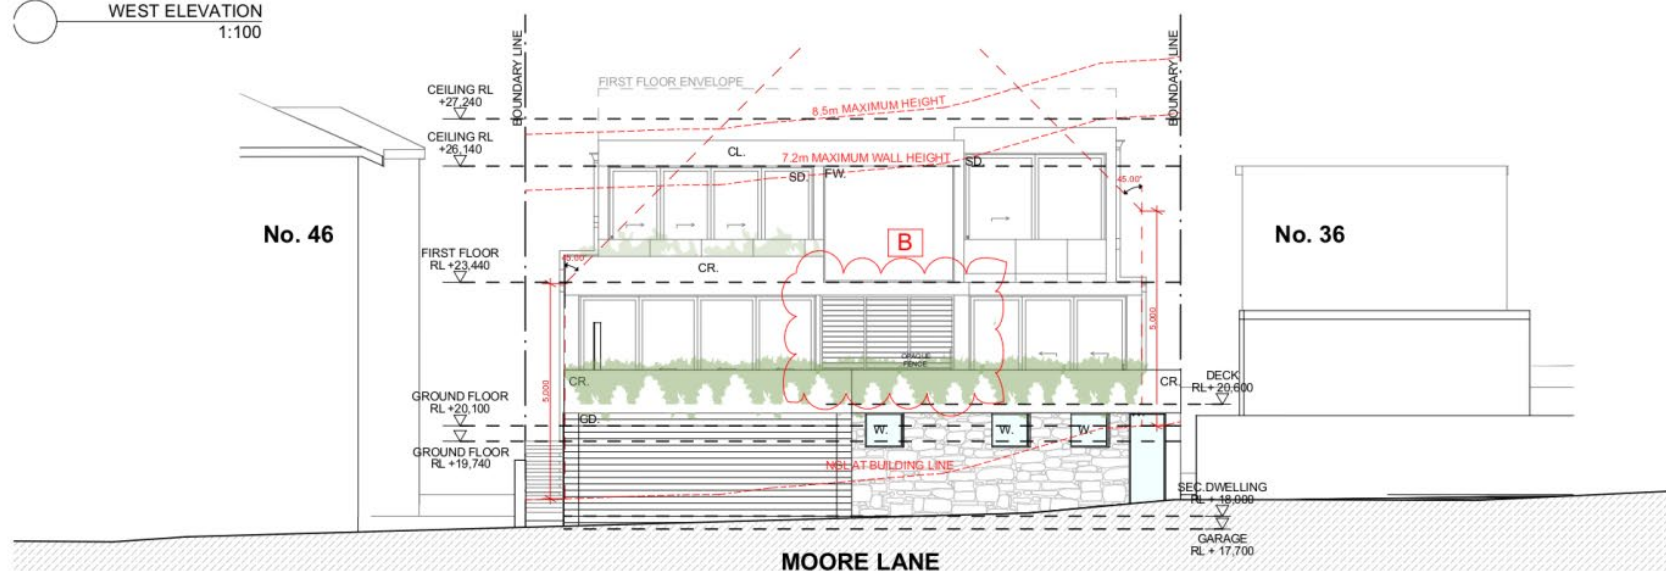 WEST ELEVATION
1:100
BOUNDARY LINE
BOUNDARY LINE
FIRST FLOOR ENVELOPE
CEILING RL
+27,240
8.5m MAXIMUM HEIGHT
CEILING RL
+26,140
CL.
7.2m MAXIMUM WALL HEIGHT
SD.
SD.
FW.
45.00°
No. 46
No. 36
B
FIRST FLOOR
RL +23,440
45.00°
CR.
5,000
OPAQUE
FENCE
CR.
CR.
DECK
RL+ 20,600
5,000
GROUND FLOOR
RL +20,100
GD.
W.
W.
W.
GROUND FLOOR
RL +19,740
NGL AT BUILDING LINE
SEC.DWELLING
RL + 18,000
GARAGE
RL + 17,700
MOORE LANE